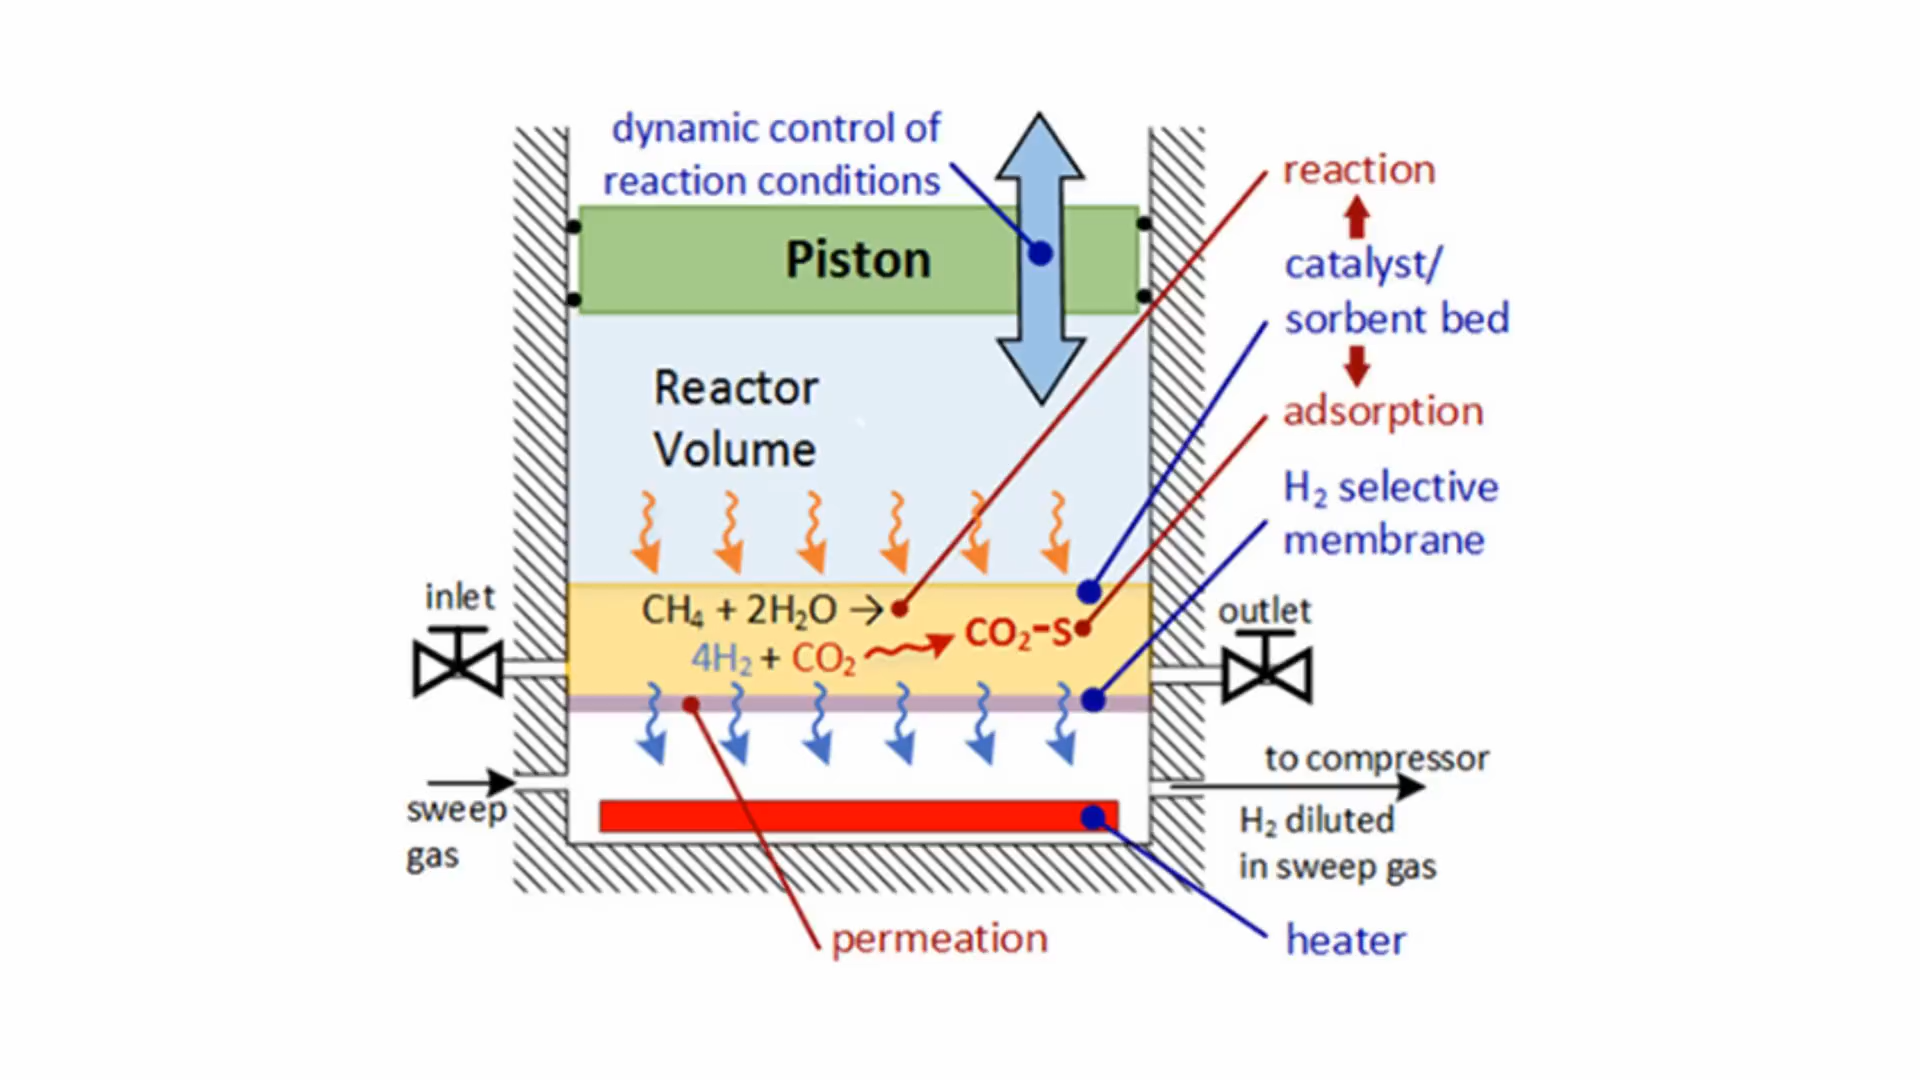 dynamic control of
reaction conditions
Piston
Reactor
Volume
reaction
catalyst/
sorbent bed
adsorption
H₂ selective
membrane
inlet
CH₄ + 2H₂O →
4H₂ + CO₂
CO₂-S
outlet
sweep
gas
to compressor
H₂ diluted
in sweep gas
permeation
heater